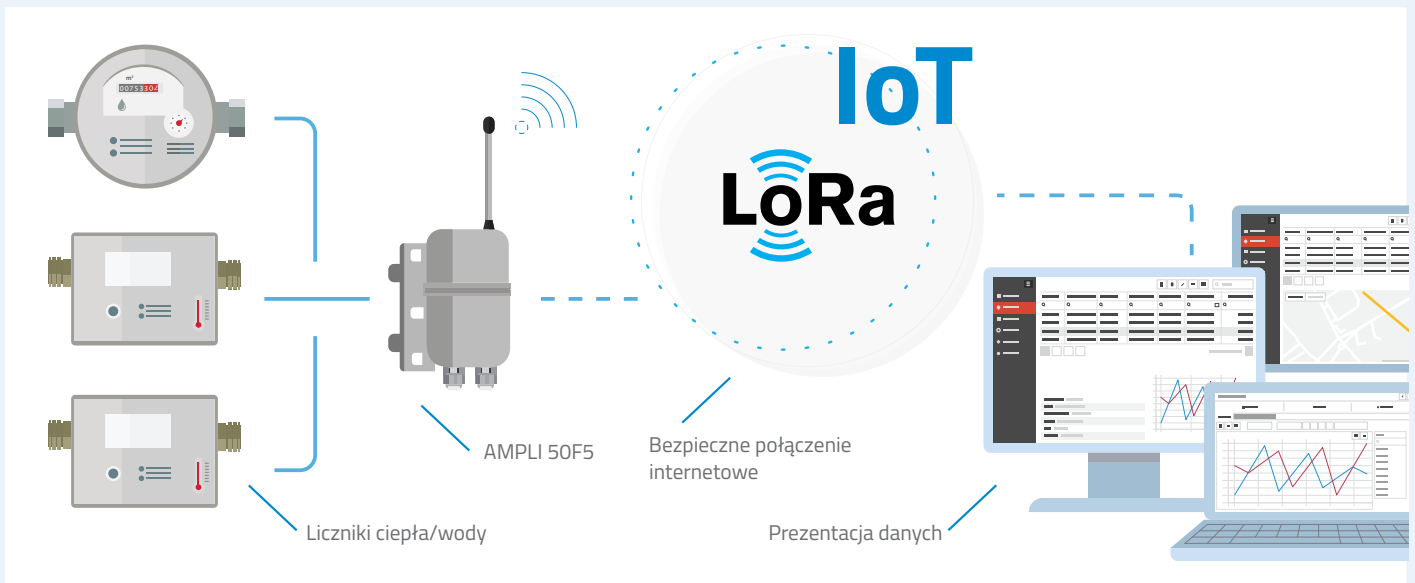 m³
00753304
IoT
LoRa
AMPLI 50F5
Bezpieczne połączenie
internetowe
Liczniki ciepła/wody
Prezentacja danych